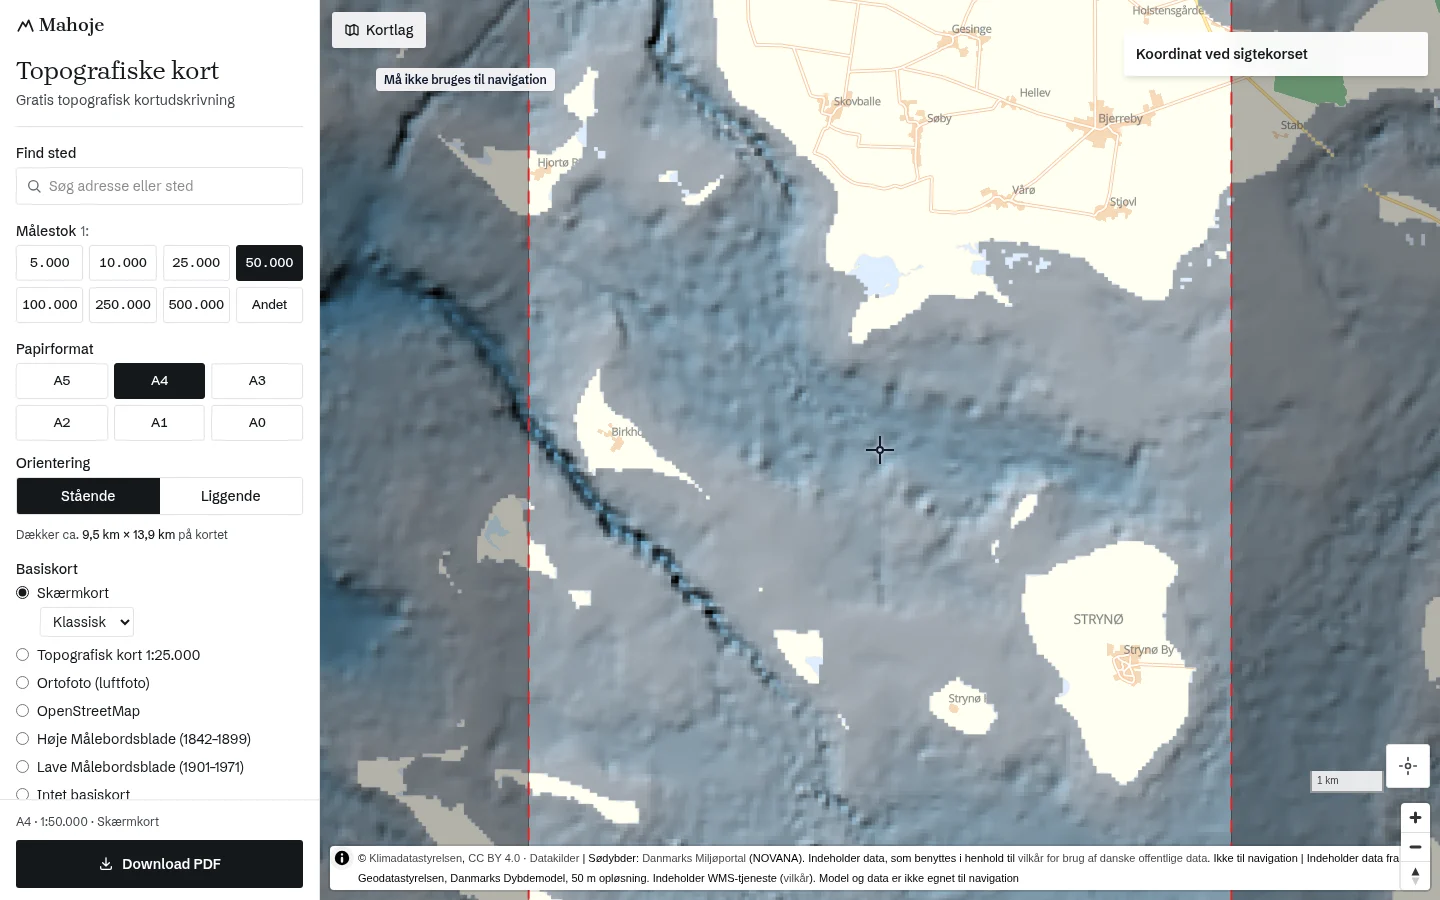 Mahoje
Topografiske kort
Gratis topografisk kortudskrivning
Find sted
Søg adresse eller sted
Målestok 1:
5.000
10.000
25.000
50.000
100.000
250.000
500.000
Andet
Papirformat
A5
A4
A3
A2
A1
A0
Orientering
Stående
Liggende
Dækker ca. 9,5 km × 13,9 km på kortet
Basiskort
Skærmkort
Klassisk
Topografisk kort 1:25.000
Ortofoto (luftfoto)
OpenStreetMap
Høje Målebordsblade (1842–1899)
Lave Målebordsblade (1901–1971)
Intet basiskort
A4 · 1:50.000 · Skærmkort
Download PDF
Kortlag
Må ikke bruges til navigation
Koordinat ved sigtekorset
Holstensgårde
Gesinge
Skovballe
Hellev
Søby
Bjerreby
Stab
Hjortø
Vårø
Stjovl
Birkh
STRYNØ
Strynø By
Strynø
1 km
© Klimadatastyrelsen, CC BY 4.0 · Datakilder | Sødybder: Danmarks Miljøportal (NOVANA). Indeholder data, som benyttes i henhold til vilkår for brug af danske offentlige data. Ikke til navigation | Indeholder data fra
Geodatastyrelsen, Danmarks Dybdemodel, 50 m opløsning. Indeholder WMS-tjeneste (vilkår). Model og data er ikke egnet til navigation